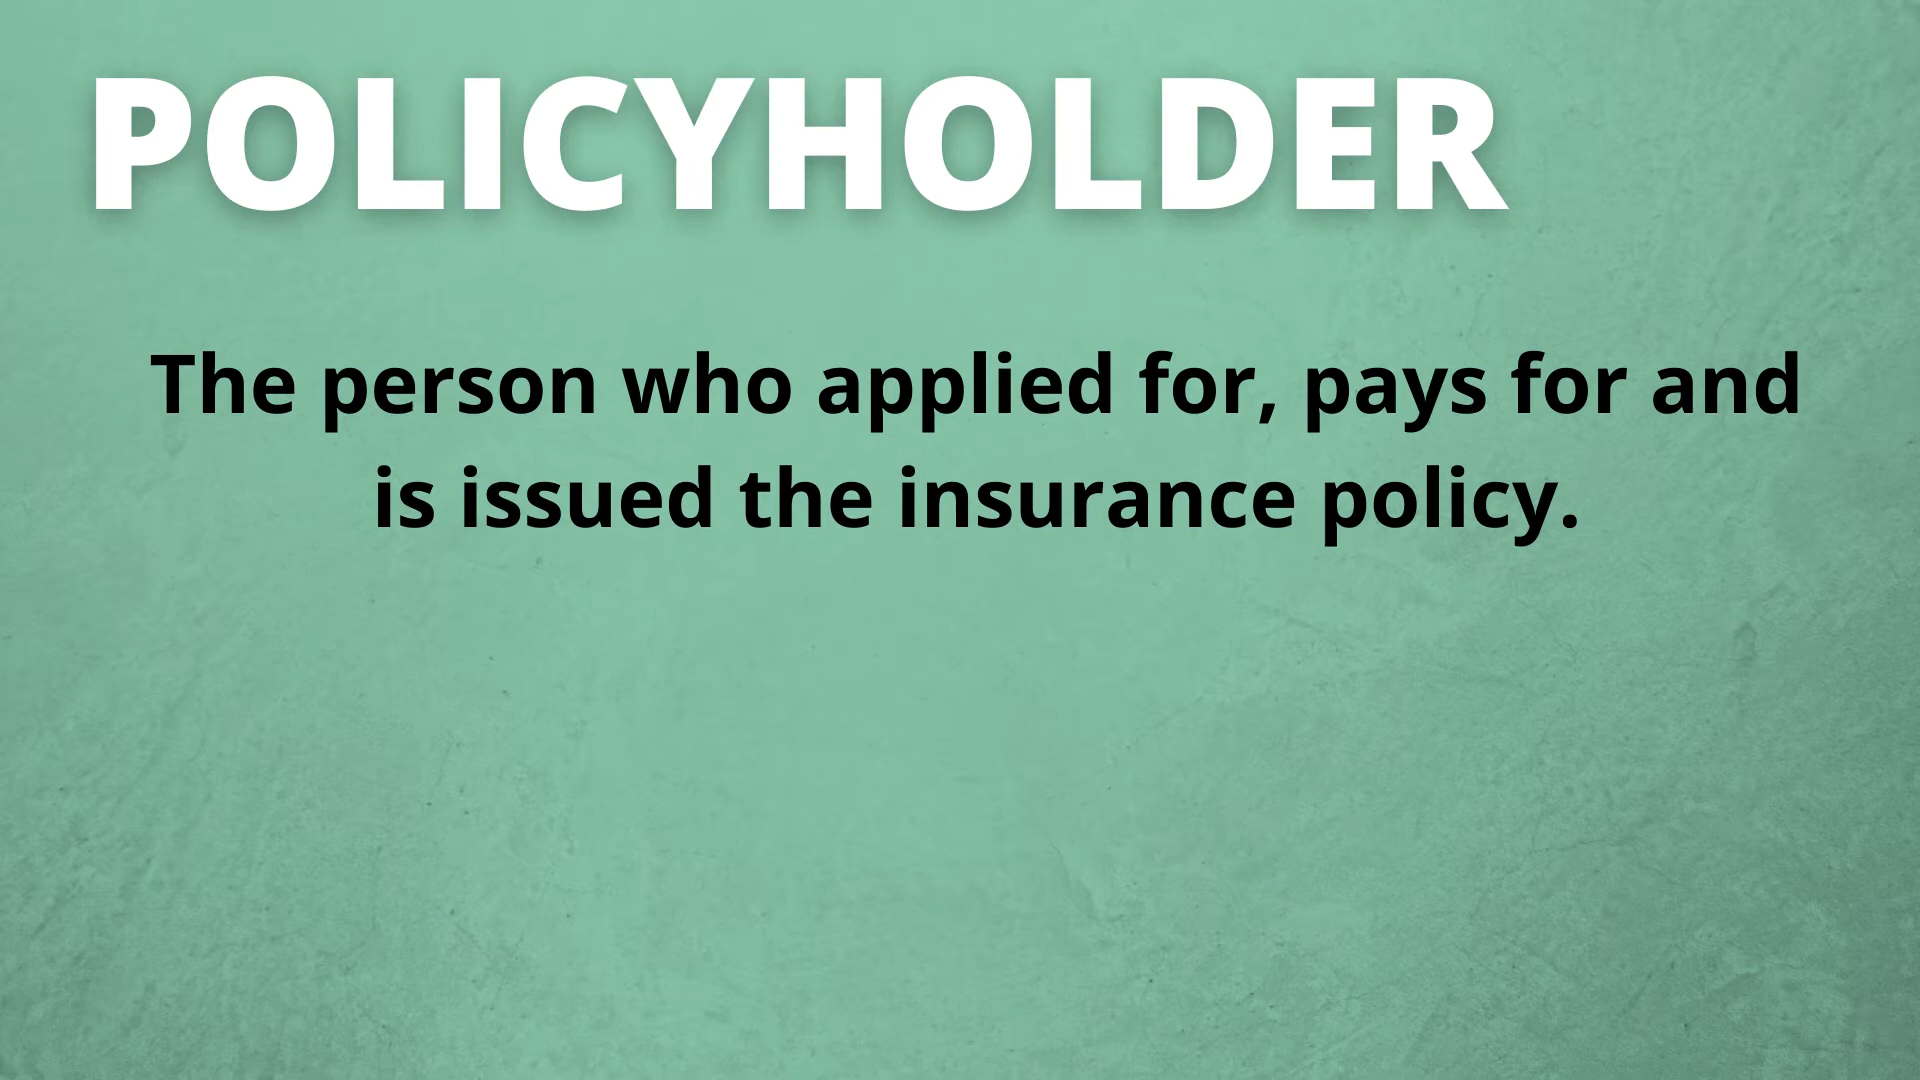 POLICYHOLDER
The person who applied for, pays for and
is issued the insurance policy.